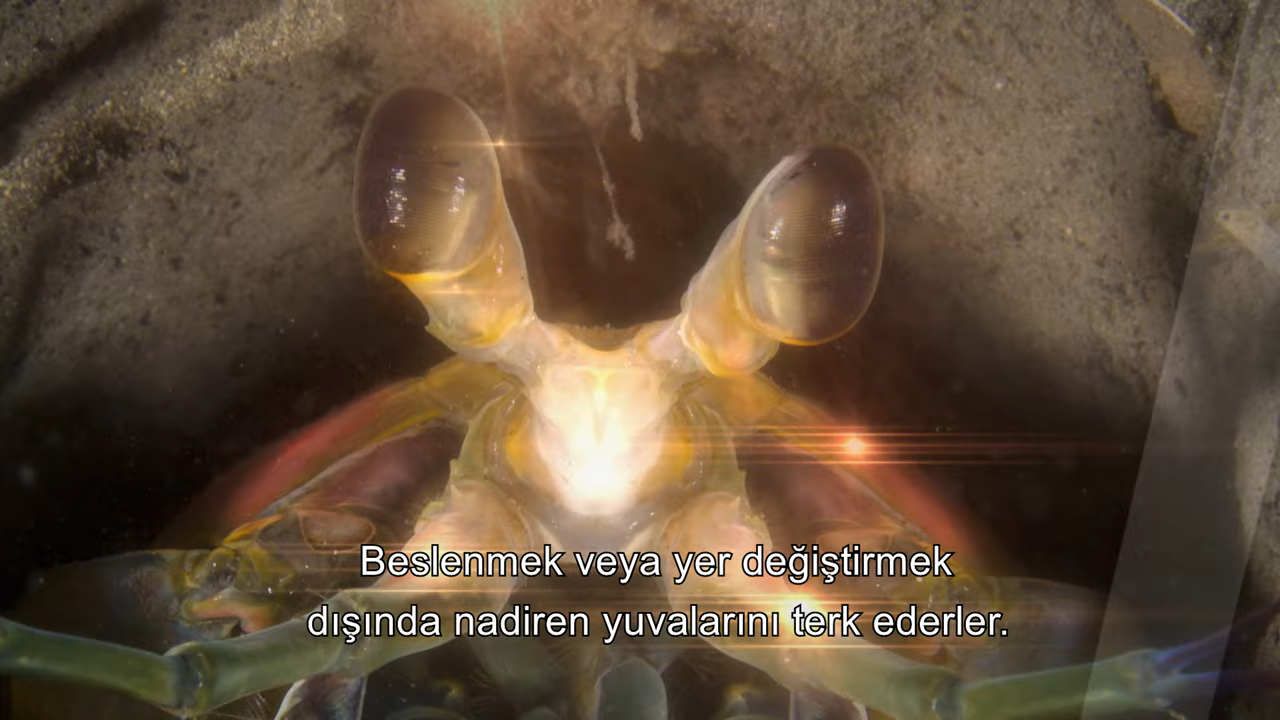 Beslenmek veya yer değiştirmek
dışında nadiren yuvalarını terk ederler.